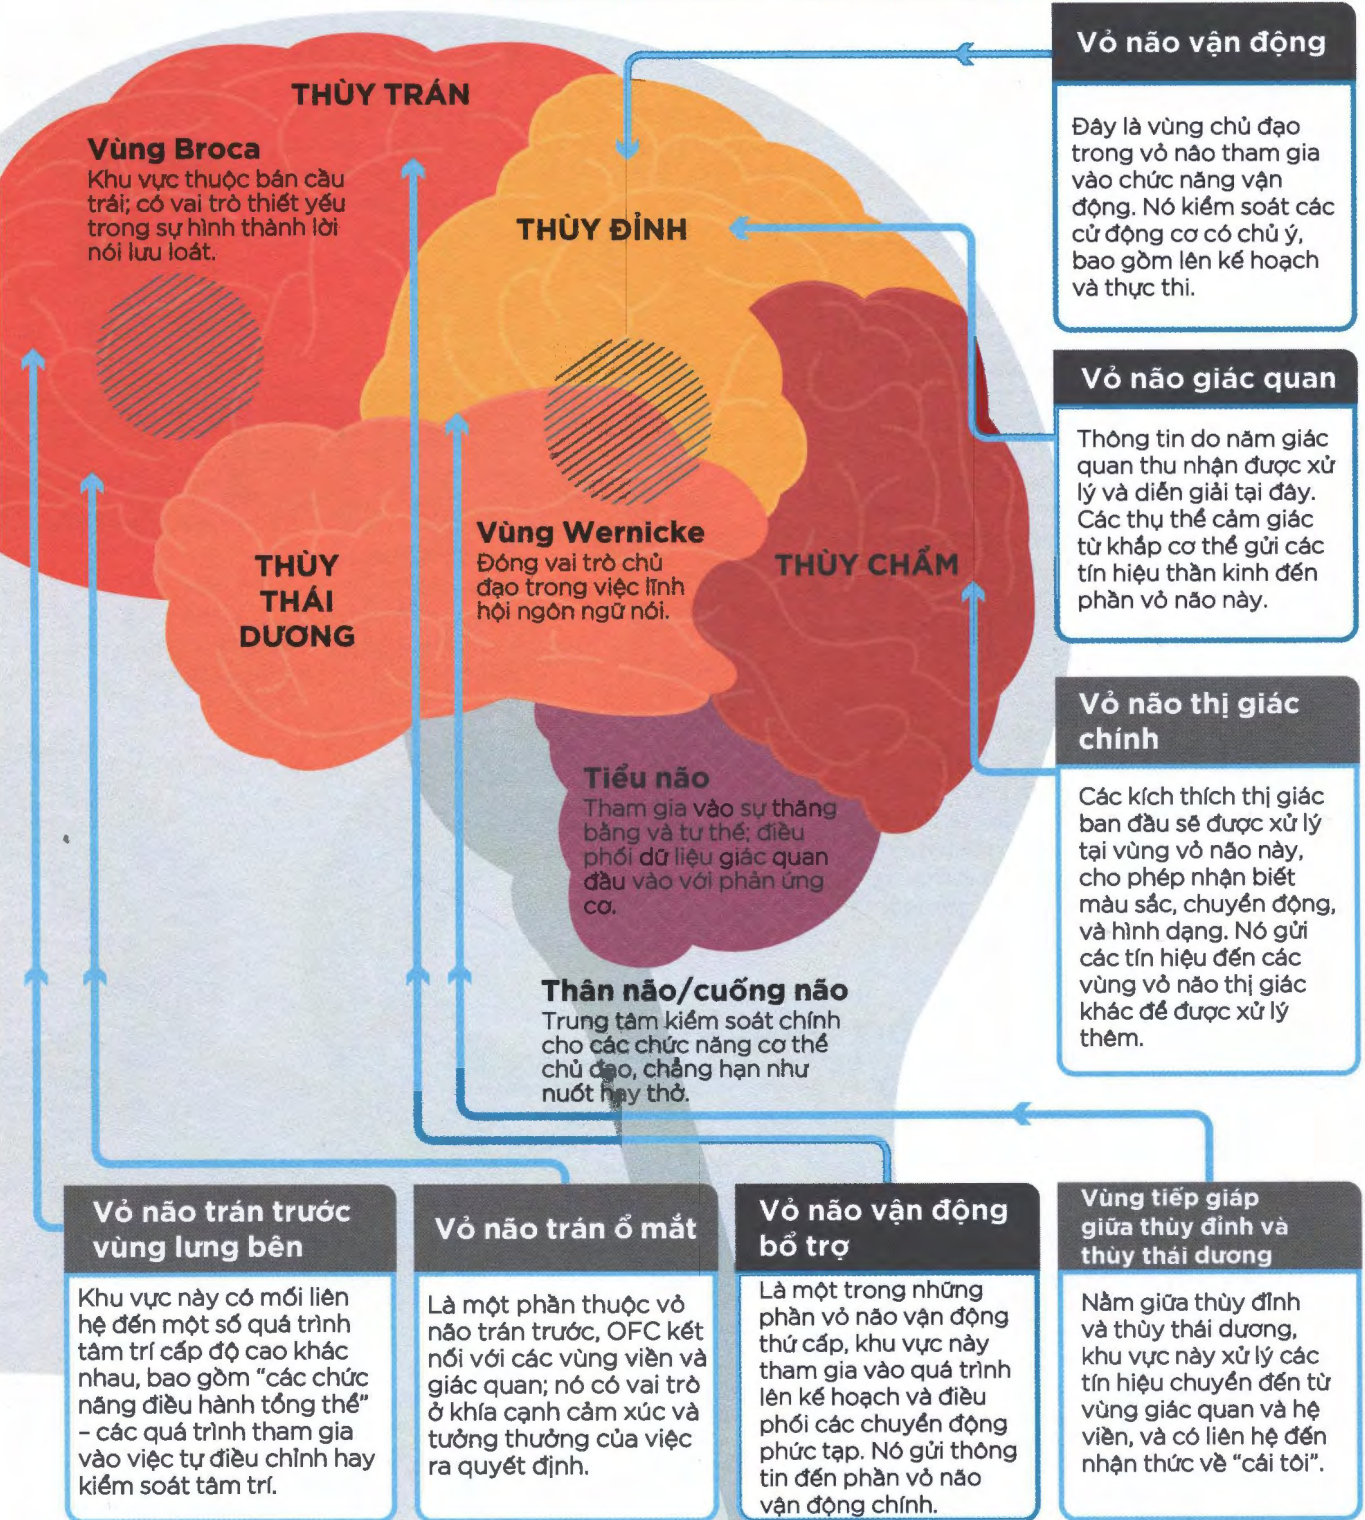 THÙY TRÁN
Vùng Broca
Khu vực thuộc bán cầu
trái; có vai trò thiết yếu
trong sự hình thành lời
nói lưu loát.
THÙY ĐỈNH
THÙY
THÁI
DƯƠNG
Vùng Wernicke
Đóng vai trò chủ
đạo trong việc lĩnh
hội ngôn ngữ nói.
THÙY CHẨM
Tiểu não
Tham gia vào sự thăng
bằng và tư thế; điều
phối dữ liệu giác quan
đầu vào với phản ứng
cơ.
Thân não/cuống não
Trung tâm kiểm soát chính
cho các chức năng cơ thể
chủ đạo, chẳng hạn như
nuốt hay thở.
Vỏ não vận động
Đây là vùng chủ đạo
trong vỏ não tham gia
vào chức năng vận
động. Nó kiểm soát các
cử động cơ có chủ ý,
bao gồm lên kế hoạch
và thực thi.
Vỏ não giác quan
Thông tin do năm giác
quan thu nhận được xử
lý và diễn giải tại đây.
Các thụ thể cảm giác
từ khắp cơ thể gửi các
tín hiệu thần kinh đến
phần vỏ não này.
Vỏ não thị giác
chính
Các kích thích thị giác
ban đầu sẽ được xử lý
tại vùng vỏ não này,
cho phép nhận biết
màu sắc, chuyển động,
và hình dạng. Nó gửi
các tín hiệu đến các
vùng vỏ não thị giác
khác để được xử lý
thêm.
Vỏ não trán trước
vùng lưng bên
Khu vực này có mối liên
hệ đến một số quá trình
tâm trí cấp độ cao khác
nhau, bao gồm “các chức
năng điều hành tổng thể”
– các quá trình tham gia
vào việc tự điều chỉnh hay
kiểm soát tâm trí.
Vỏ não trán ổ mắt
Là một phần thuộc vỏ
não trán trước, OFC kết
nối với các vùng viền và
giác quan; nó có vai trò
ở khía cạnh cảm xúc và
tưởng thưởng của việc
ra quyết định.
Vỏ não vận động
bổ trợ
Là một trong những
phần vỏ não vận động
thứ cấp, khu vực này
tham gia vào quá trình
lên kế hoạch và điều
phối các chuyển động
phức tạp. Nó gửi thông
tin đến phần vỏ não
vận động chính.
Vùng tiếp giáp
giữa thùy đỉnh và
thùy thái dương
Nằm giữa thùy đỉnh
và thùy thái dương,
khu vực này xử lý các
tín hiệu chuyển đến từ
vùng giác quan và hệ
viền, và có liên hệ đến
nhận thức về “cái tôi”.